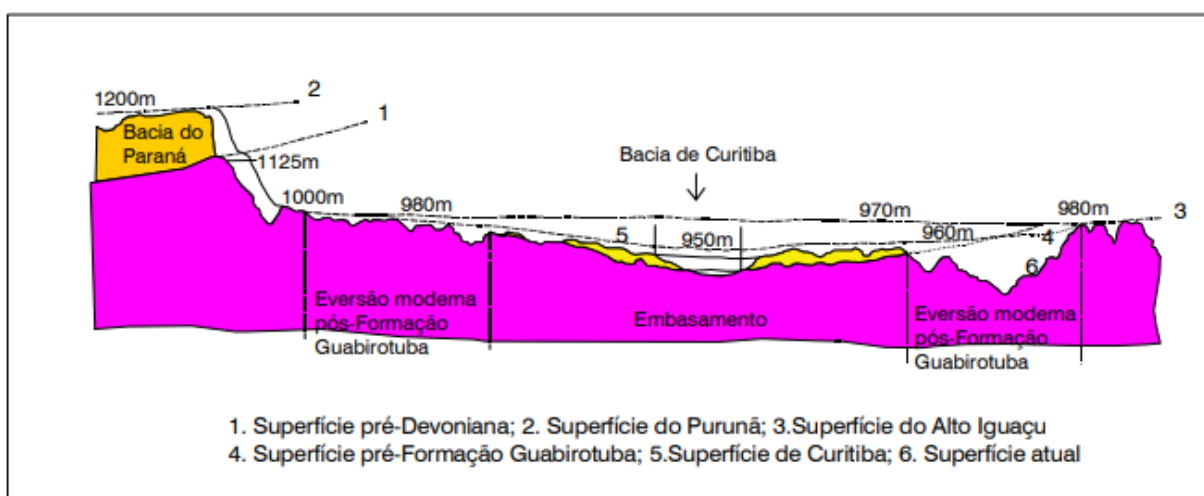 2
1200m
1
Bacia do
Paraná
Bacia de Curitiba
1125m
1000m
980m
970m
980m
3
5
950m
960m
4
6
Eversão moderna
pós-Formação
Guabirotuba
Embasamento
Eversão moderna
pós-Formação
Guabirotuba
1. Superfície pré-Devoniana; 2. Superfície do Purunã; 3.Superfície do Alto Iguaçu
4. Superfície pré-Formação Guabirotuba; 5.Superfície de Curitiba; 6. Superfície atual